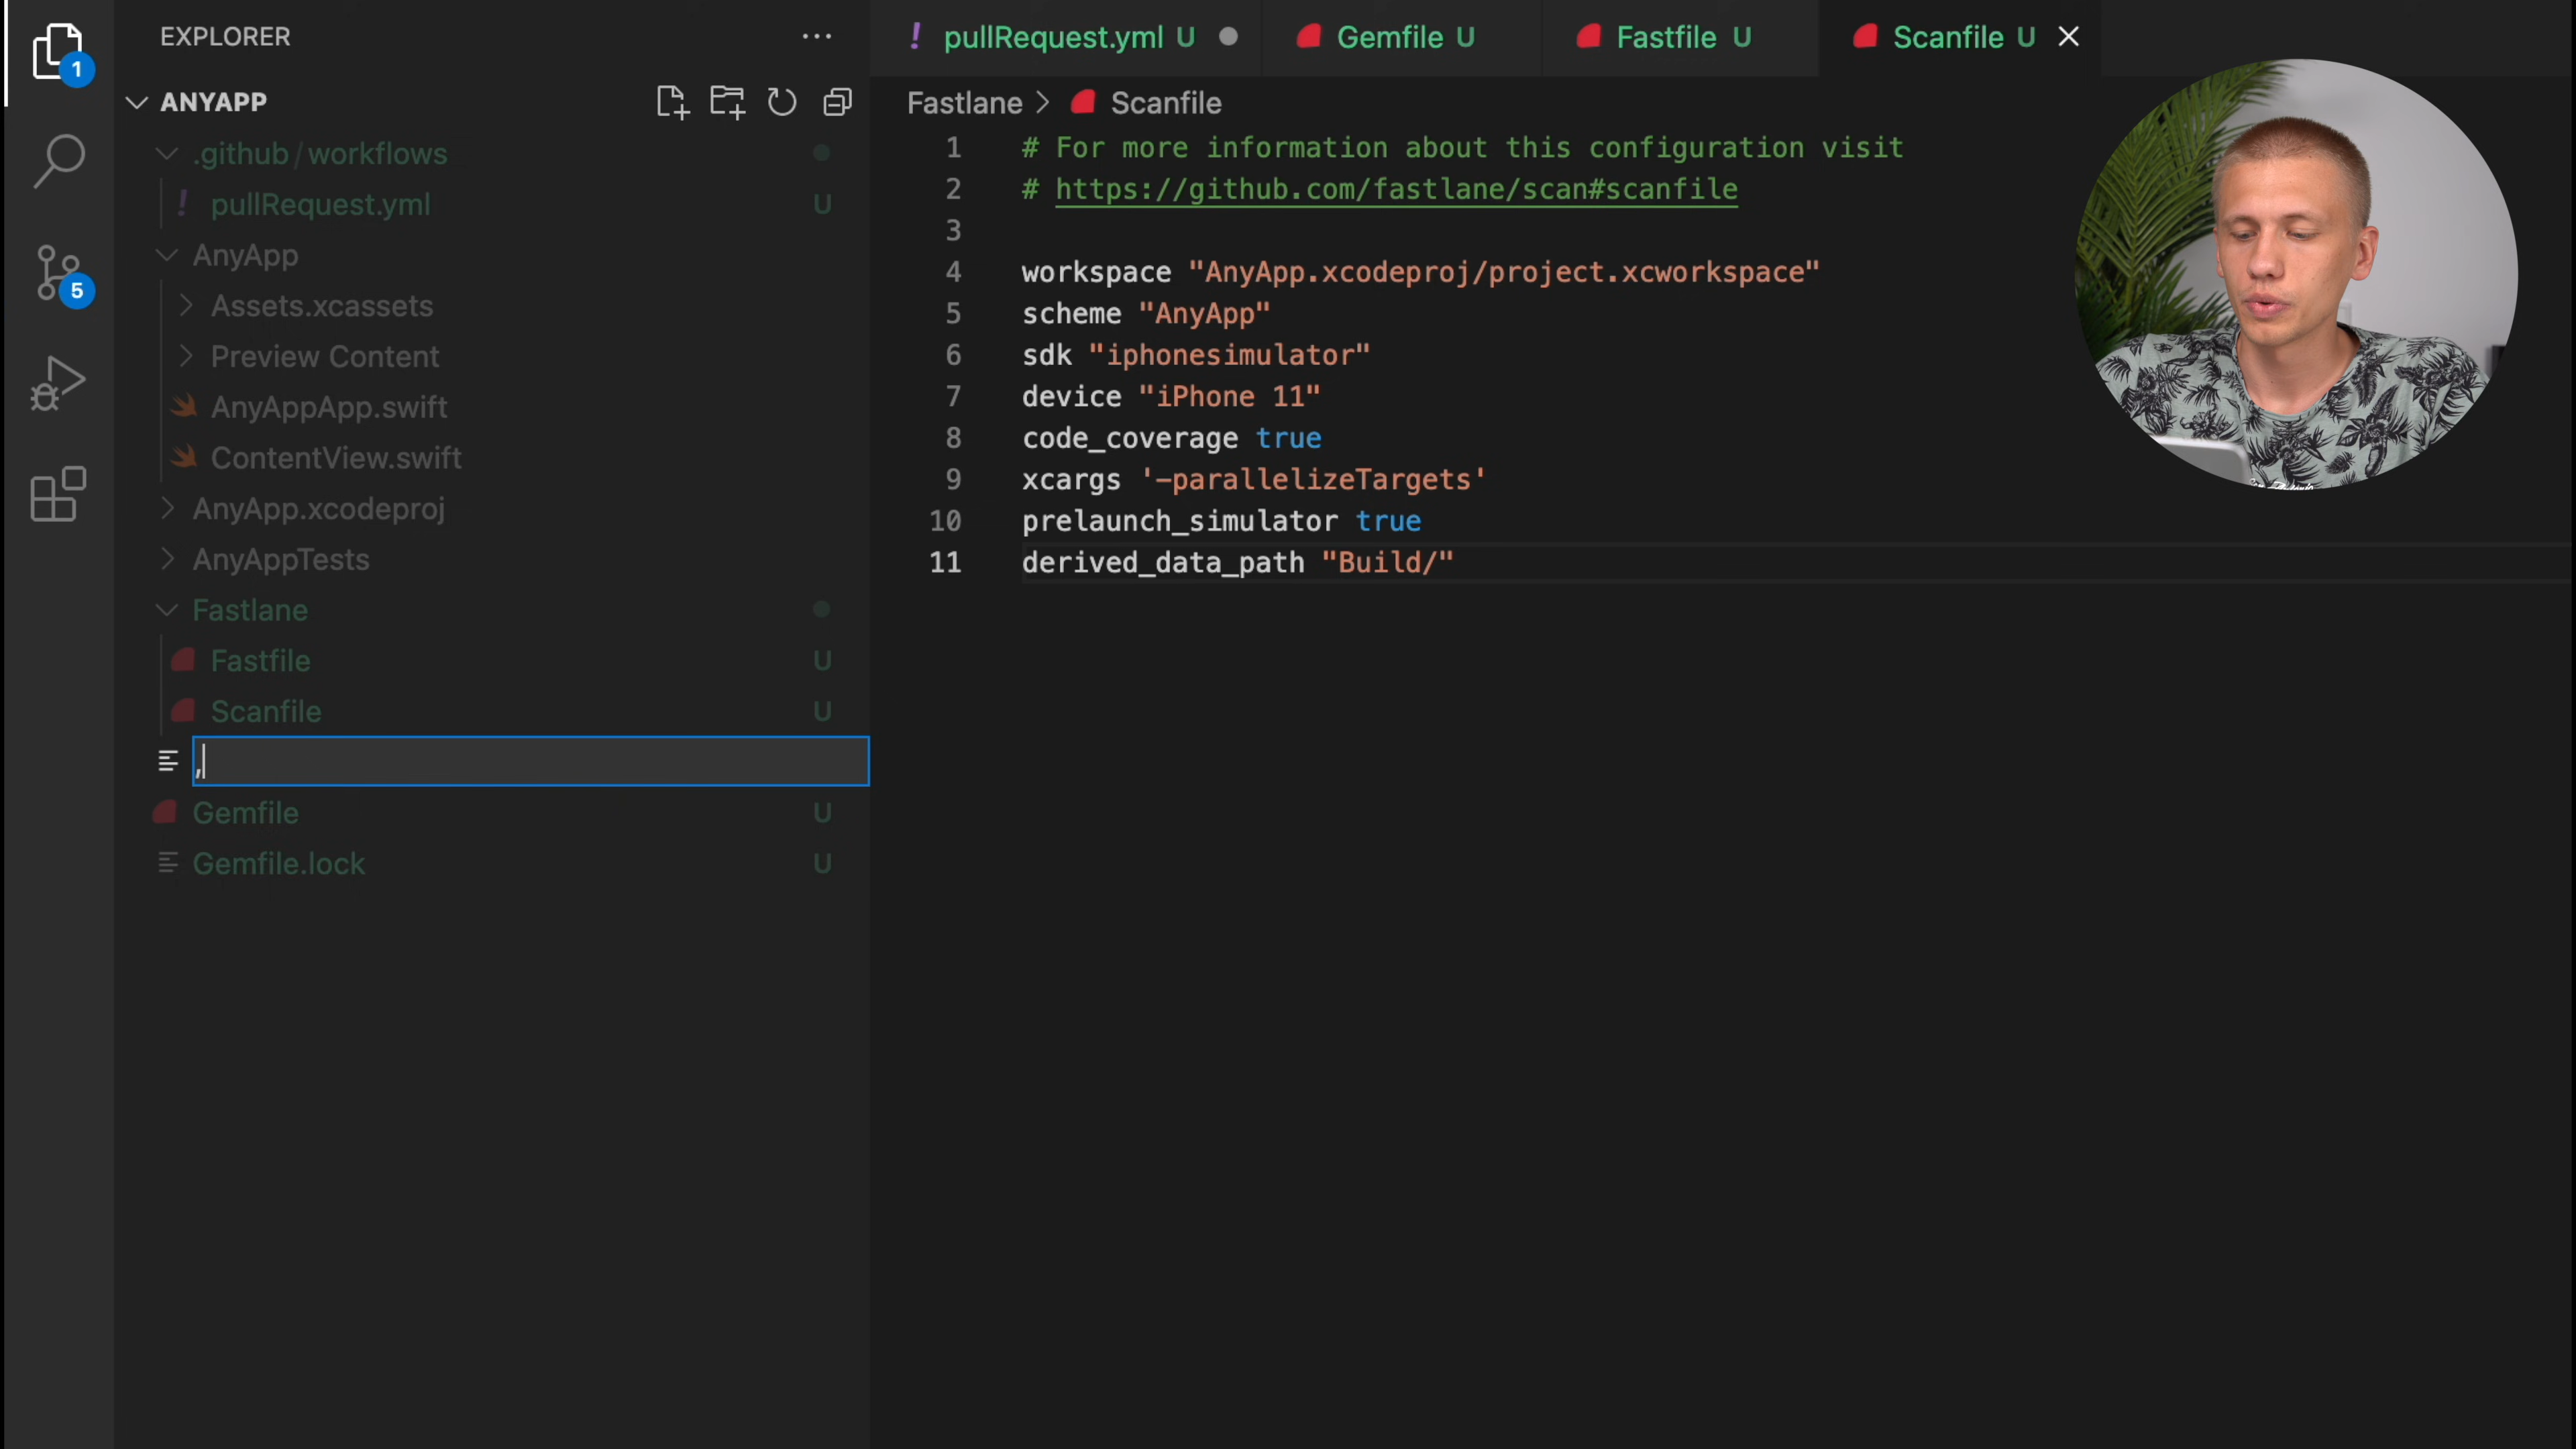 EXPLORER
1
ANYAPP
.github/workflows
! pullRequest.yml U
AnyApp
5
Assets.xcassets
Preview Content
AnyAppApp.swift
ContentView.swift
AnyApp.xcodeproj
AnyAppTests
Fastlane
Fastfile U
Scanfile U
,
Gemfile U
Gemfile.lock U
! pullRequest.yml U
Gemfile U
Fastfile U
Scanfile U
Fastlane > Scanfile
1 # For more information about this configuration visit
2 # https://github.com/fastlane/scan#scanfile
3
4 workspace "AnyApp.xcodeproj/project.xcworkspace"
5 scheme "AnyApp"
6 sdk "iphonesimulator"
7 device "iPhone 11"
8 code_coverage true
9 xcargs '-parallelizeTargets'
10 prelaunch_simulator true
11 derived_data_path "Build/"